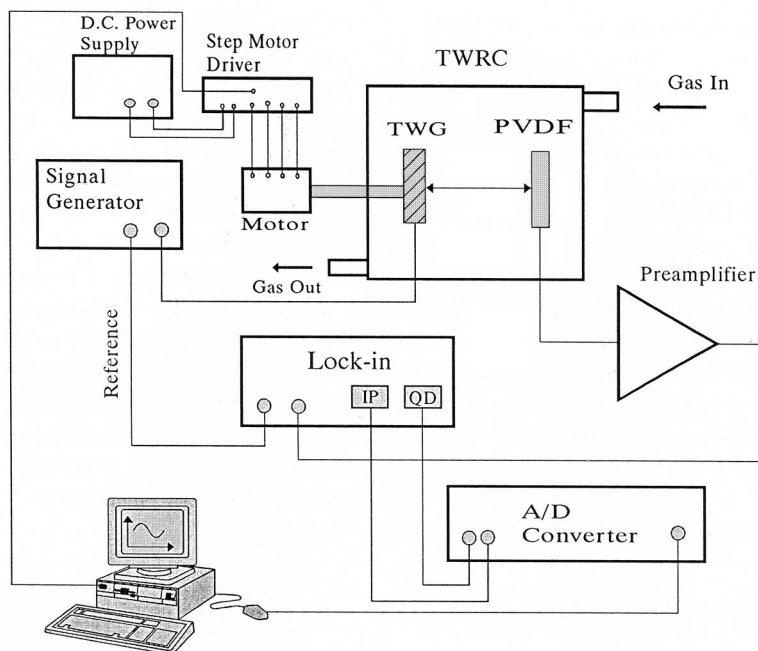 D.C. Power
Supply
Step Motor
Driver
TWRC
Gas In
TWG
PVDF
Signal
Generator
Motor
Gas Out
Preamplifier
Reference
Lock-in
IP
QD
A/D
Converter